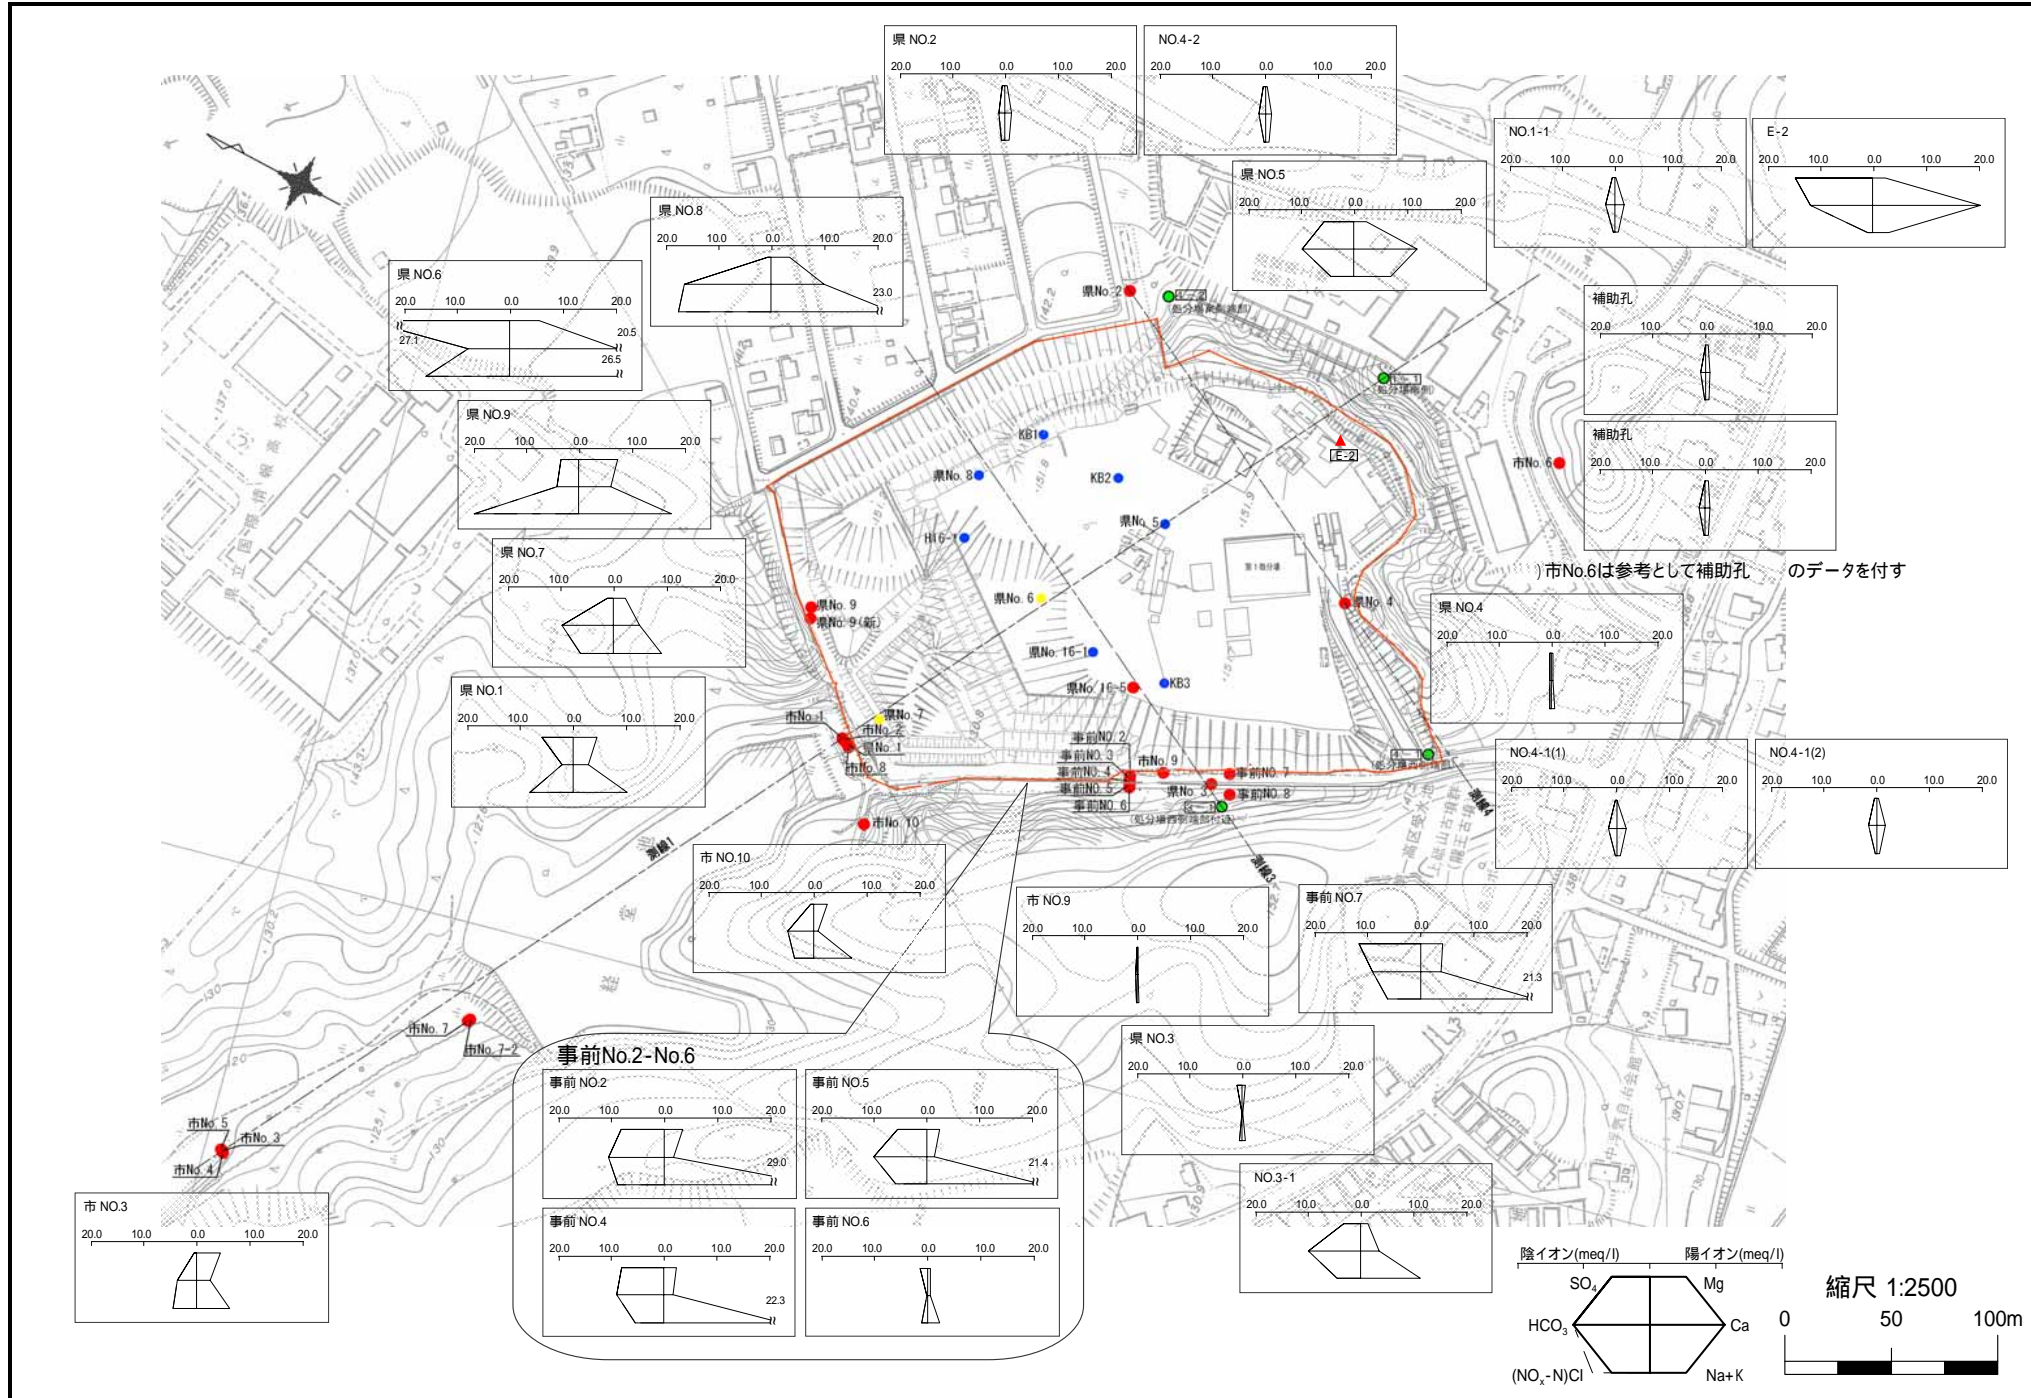 県 NO.2
20.0 10.0 0.0 10.0 20.0
NO.4-2
20.0 10.0 0.0 10.0 20.0
NO.1-1
20.0 10.0 0.0 10.0 20.0
E-2
20.0 10.0 0.0 10.0 20.0
県 NO.5
20.0 10.0 0.0 10.0 20.0
県 NO.8
20.0 10.0 0.0 10.0 20.0
23.0
県 NO.6
20.0 10.0 0.0 10.0 20.0
27.1
20.5
26.5
補助孔
20.0 10.0 0.0 10.0 20.0
補助孔
20.0 10.0 0.0 10.0 20.0
)市No.6は参考として補助孔 のデータを付す
県 NO.9
20.0 10.0 0.0 10.0 20.0
県 NO.7
20.0 10.0 0.0 10.0 20.0
県 NO.1
20.0 10.0 0.0 10.0 20.0
県 NO.4
20.0 10.0 0.0 10.0 20.0
NO.4-1(1)
20.0 10.0 0.0 10.0 20.0
NO.4-1(2)
20.0 10.0 0.0 10.0 20.0
県No. 2
県No. 8
KB1
KB2
県No. 5
H16-1
E-2
市No. 6
県No. 9
県No. 9(新)
県No. 6
県No. 4
県No. 16-1
県No. 16-5
KB3
市No. 1
県No. 7
市No. 2
県No. 1
市No. 8
事前NO. 2
事前NO. 3
事前NO. 4
事前NO. 5
事前NO. 6
市No. 9
事前NO. 7
県No. 3
事前NO. 8
市No. 10
測線1
測線3
測線4
市No. 7
市No. 7-2
市No. 5
市No. 3
市No. 4
市 NO.10
20.0 10.0 0.0 10.0 20.0
市 NO.9
20.0 10.0 0.0 10.0 20.0
事前 NO.7
20.0 10.0 0.0 10.0 20.0
21.3
県 NO.3
20.0 10.0 0.0 10.0 20.0
NO.3-1
20.0 10.0 0.0 10.0 20.0
事前No.2-No.6
事前 NO.2
20.0 10.0 0.0 10.0 20.0
29.0
事前 NO.5
20.0 10.0 0.0 10.0 20.0
21.4
事前 NO.4
20.0 10.0 0.0 10.0 20.0
22.3
事前 NO.6
20.0 10.0 0.0 10.0 20.0
市 NO.3
20.0 10.0 0.0 10.0 20.0
陰イオン(meq/l) 陽イオン(meq/l)
SO4 Mg
HCO3 Ca
(NOx-N)Cl Na+K
縮尺 1:2500
0 50 100m